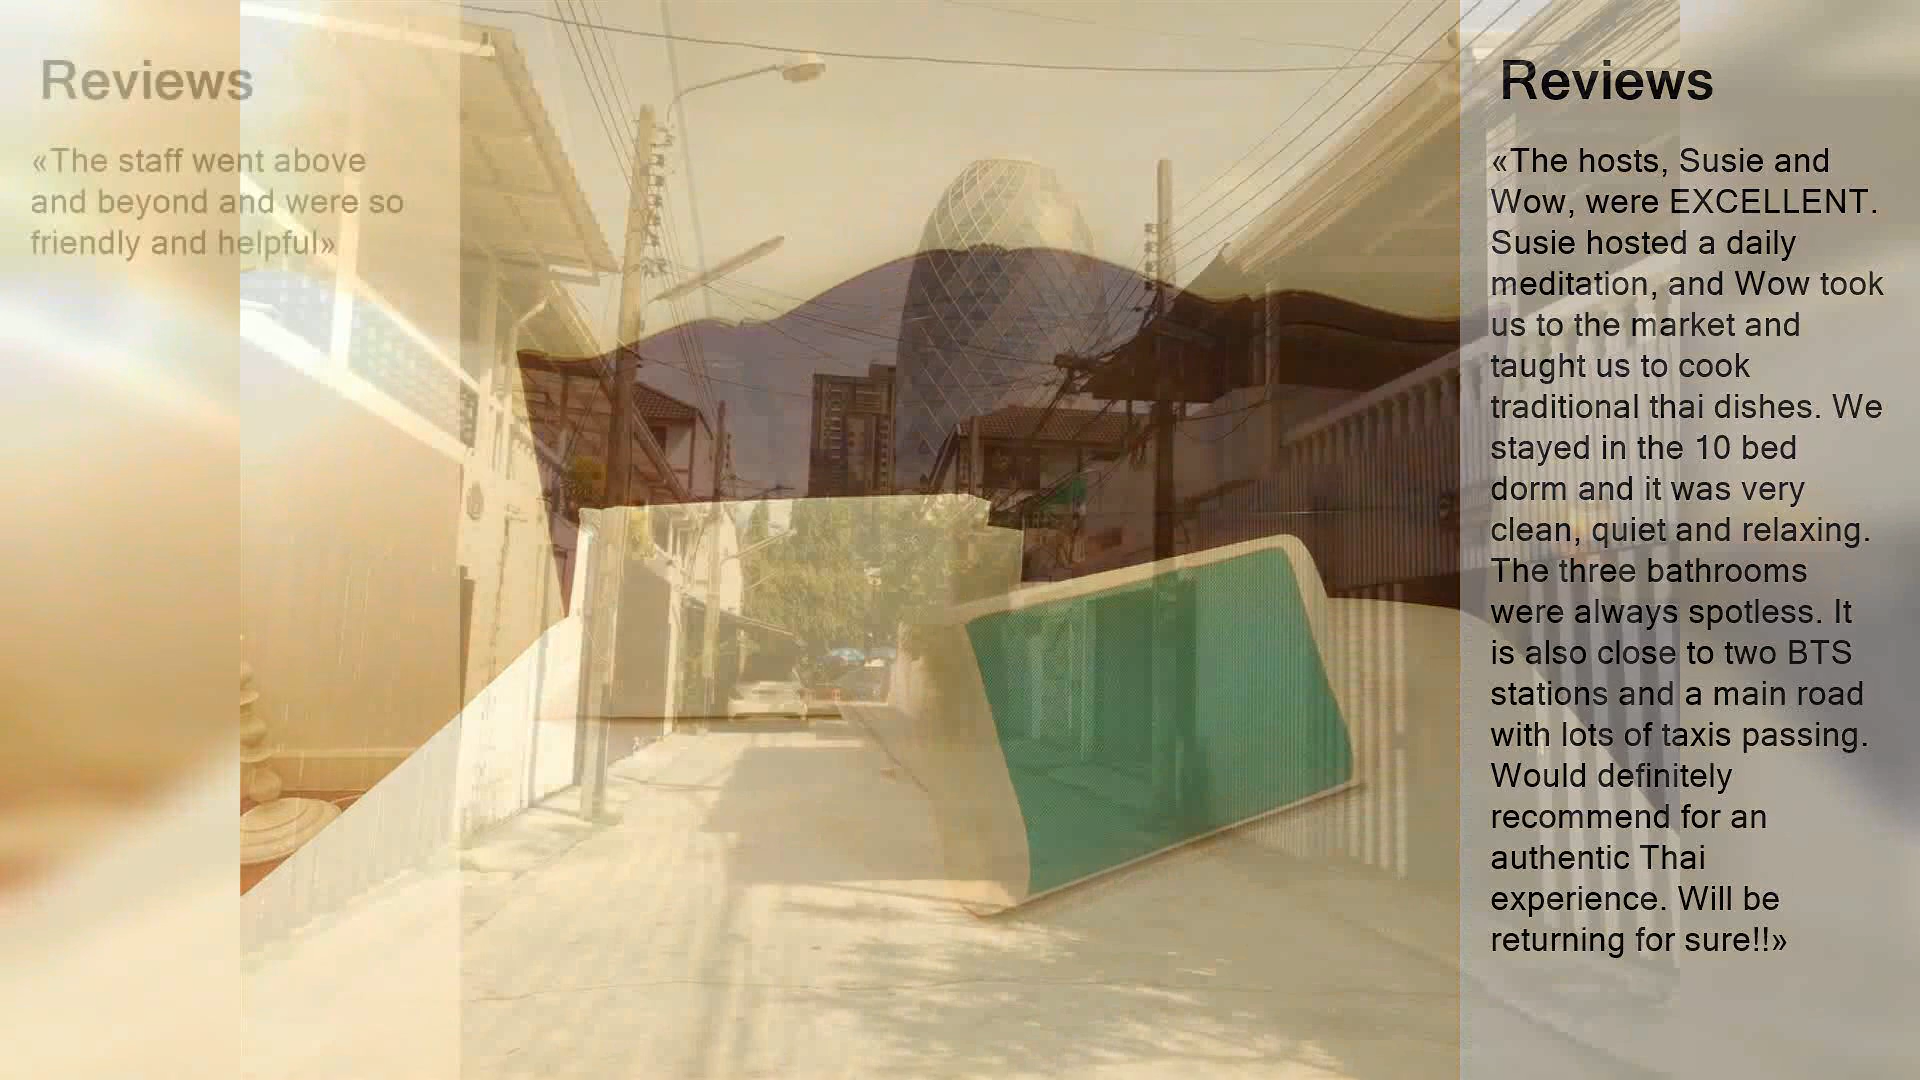 Reviews
«The staff went above
and beyond and were so
friendly and helpful»
Reviews
«The hosts, Susie and
Wow, were EXCELLENT.
Susie hosted a daily
meditation, and Wow took
us to the market and
taught us to cook
traditional thai dishes. We
stayed in the 10 bed
dorm and it was very
clean, quiet and relaxing.
The three bathrooms
were always spotless. It
is also close to two BTS
stations and a main road
with lots of taxis passing.
Would definitely
recommend for an
authentic Thai
experience. Will be
returning for sure!!»